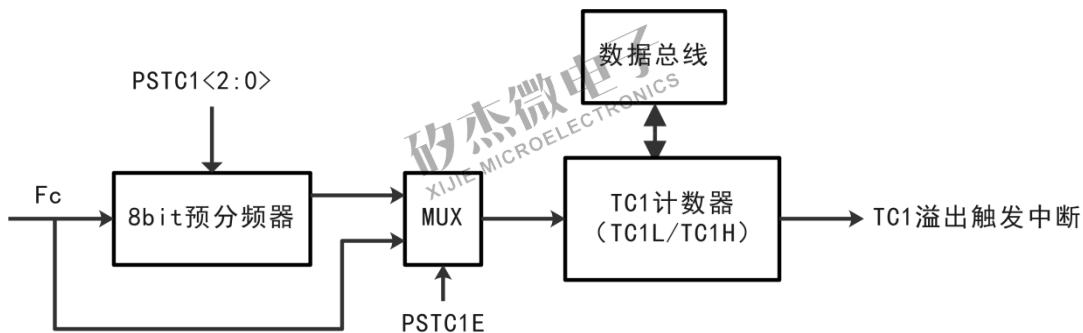 数据总线
PSTC1<2:0>
矽杰微电子
XIJIE MICROELECTRONICS
Fc
8bit预分频器
MUX
TC1计数器
(TC1L/TC1H)
TC1溢出触发中断
PSTC1E